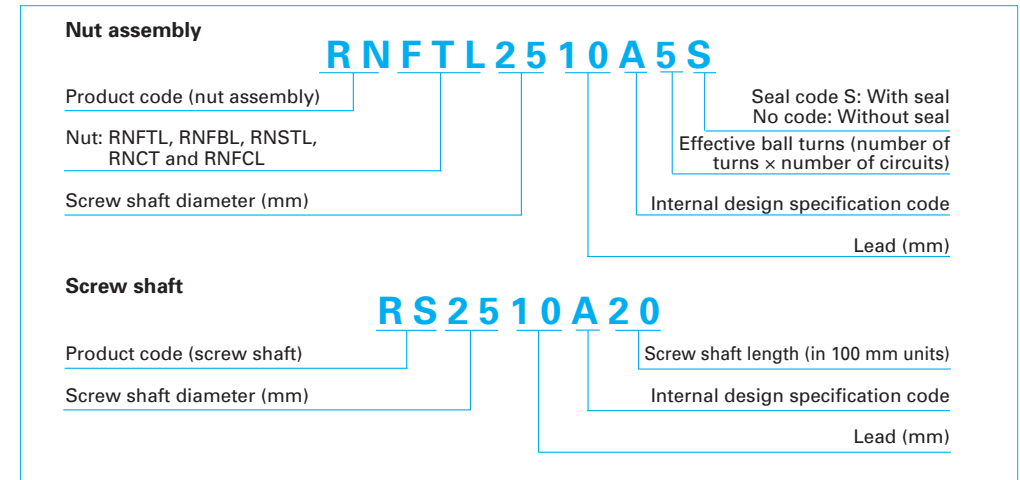 Nut assembly
RNFTL2510A5S
Product code (nut assembly)
Seal code S: With seal
No code: Without seal
Nut: RNFTL, RNFBL, RNSTL,
RNCT and RNFCL
Effective ball turns (number of
turns × number of circuits)
Screw shaft diameter (mm)
Internal design specification code
Lead (mm)
Screw shaft
RS2510A20
Product code (screw shaft)
Screw shaft length (in 100 mm units)
Screw shaft diameter (mm)
Internal design specification code
Lead (mm)